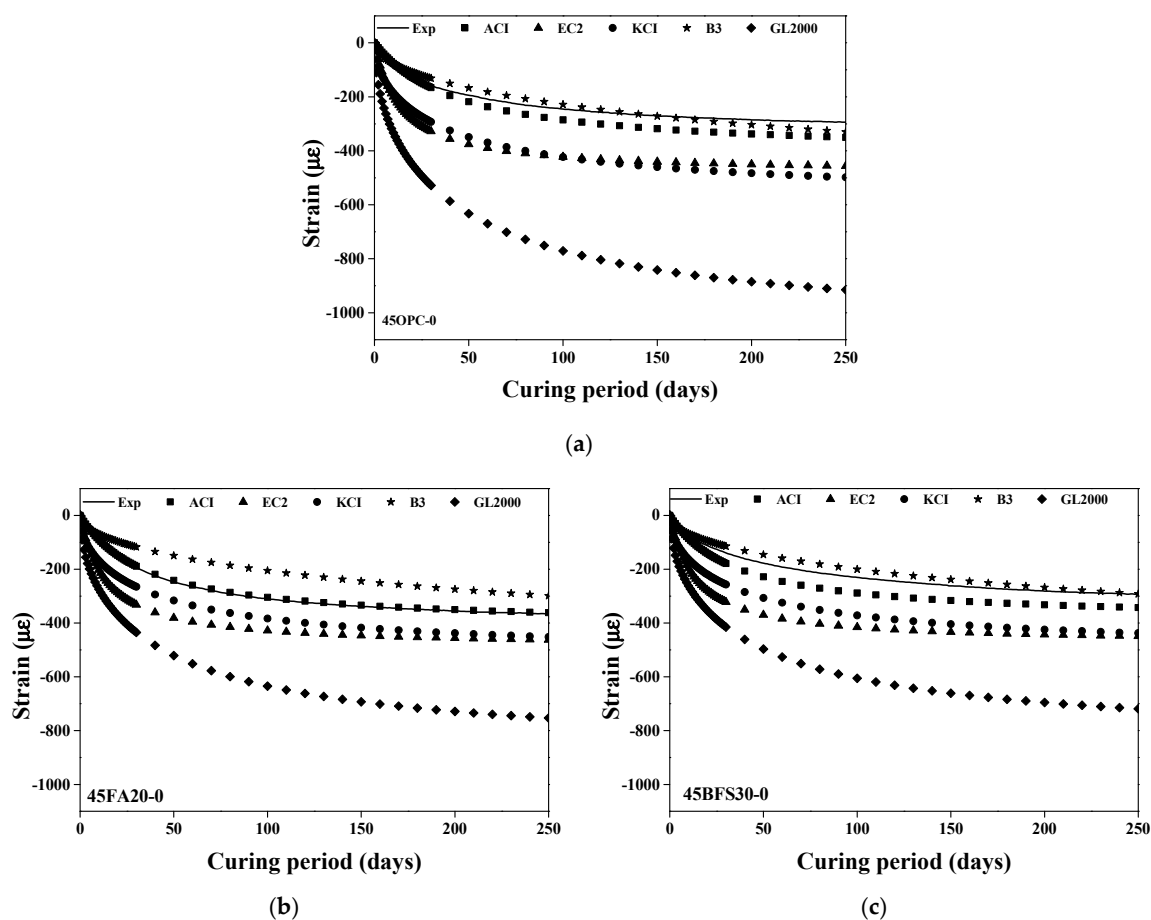 Exp ACI EC2 KCI B3 GL2000
0
-200
-400
-600
-800
-1000
Strain (με)
45OPC-0
0 50 100 150 200 250
Curing period (days)
(a)
Exp ACI EC2 KCI B3 GL2000
0
-200
-400
-600
-800
-1000
Strain (με)
45FA20-0
0 50 100 150 200 250
Curing period (days)
(b)
Exp ACI EC2 KCI B3 GL2000
0
-200
-400
-600
-800
-1000
Strain (με)
45BFS30-0
0 50 100 150 200 250
Curing period (days)
(c)